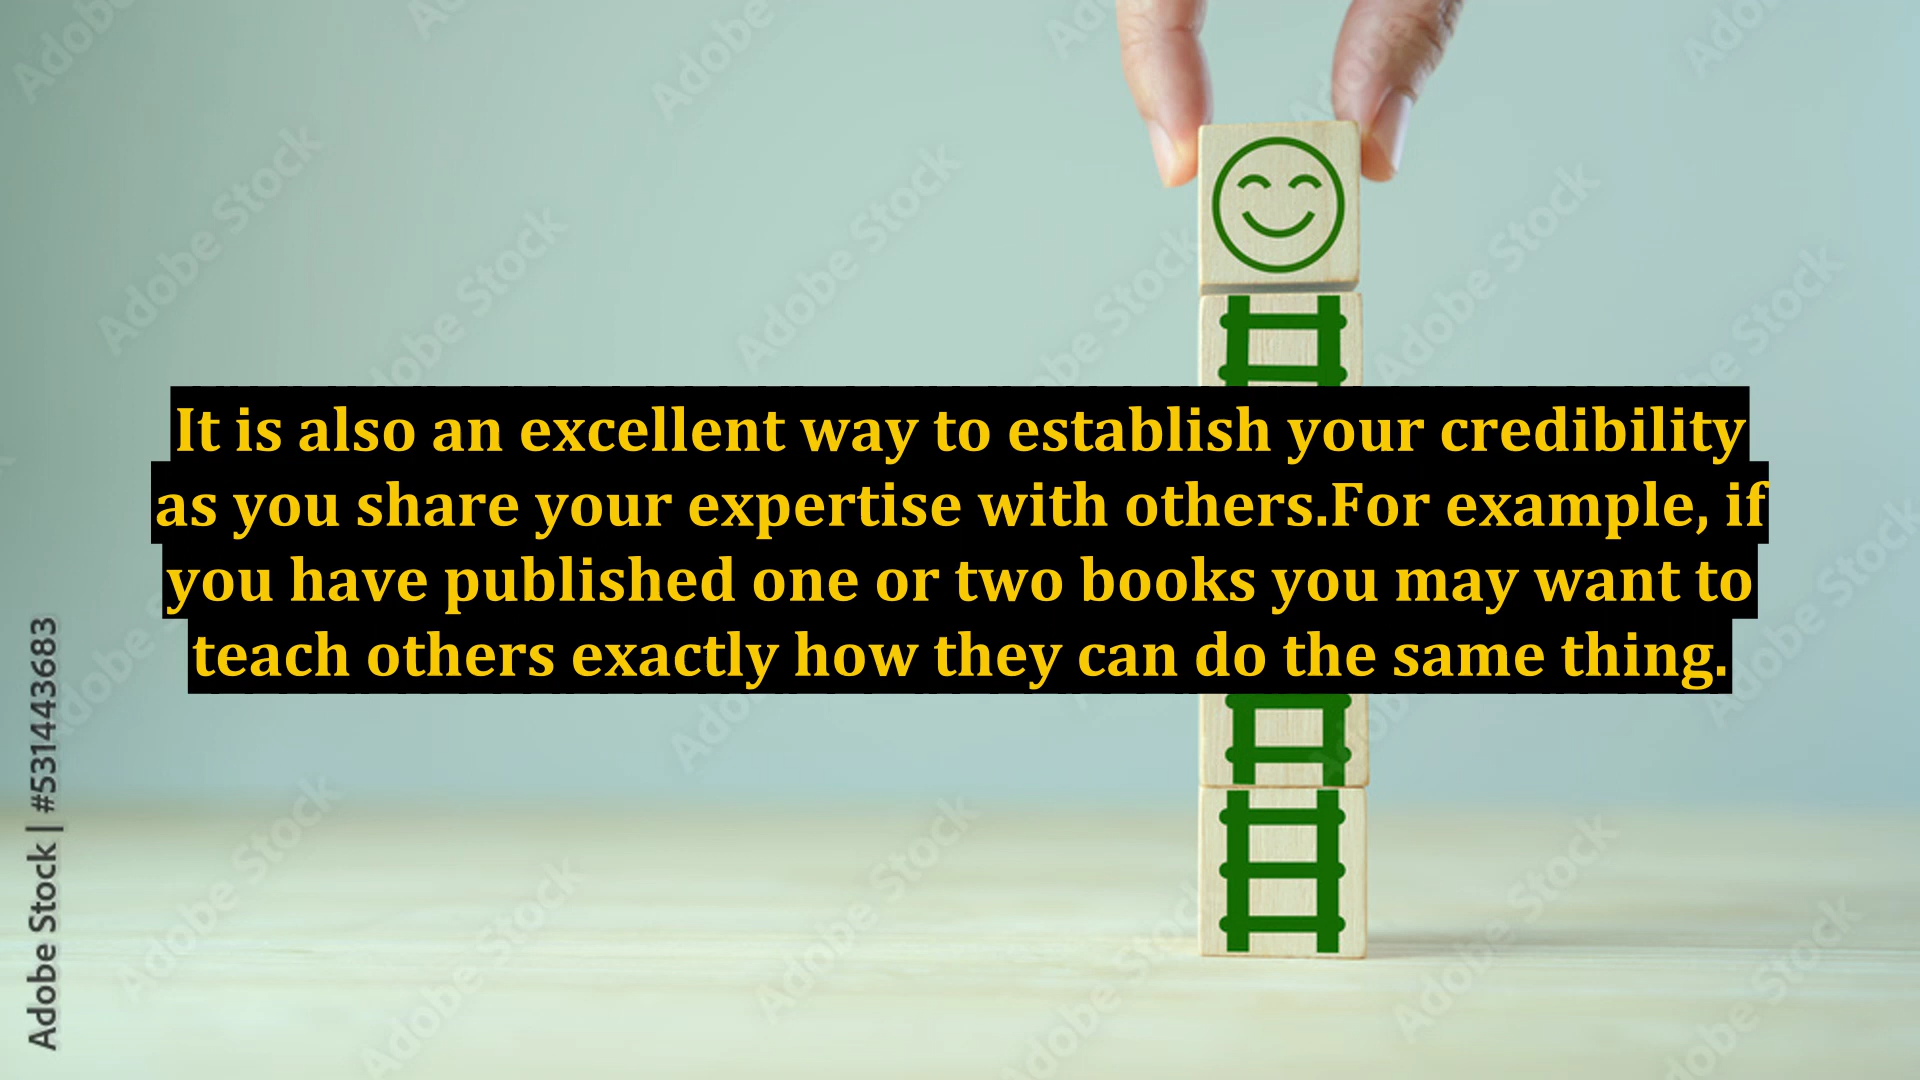 It is also an excellent way to establish your credibility
as you share your expertise with others.For example, if
you have published one or two books you may want to
teach others exactly how they can do the same thing.
Adobe Stock | #531443683
Adobe Stock